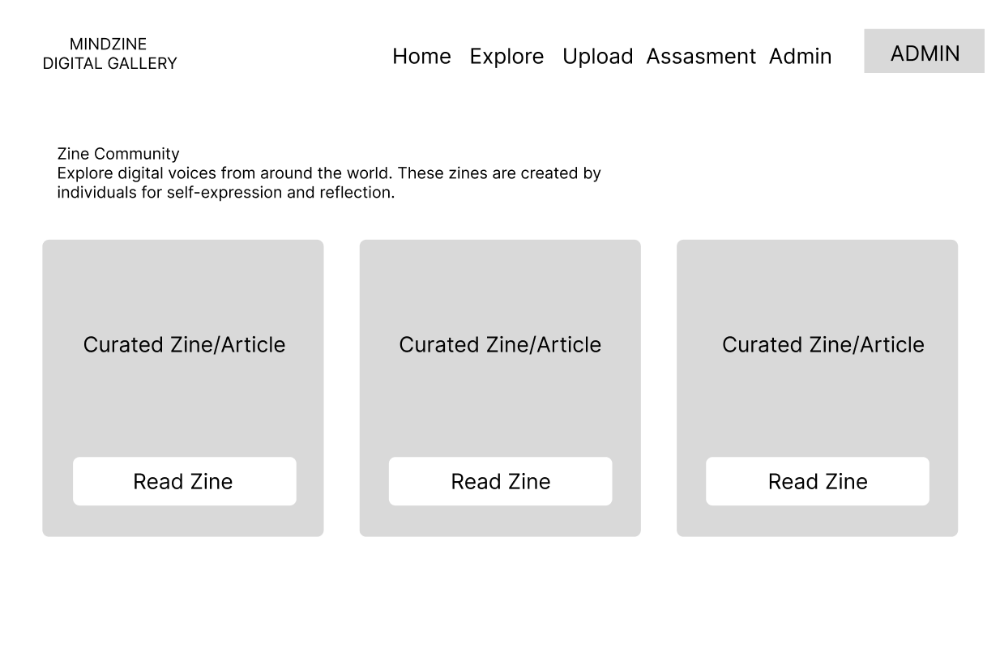 MINDZINE
DIGITAL GALLERY
Home Explore Upload Assasment Admin
ADMIN
Zine Community
Explore digital voices from around the world. These zines are created by
individuals for self-expression and reflection.
Curated Zine/Article
Curated Zine/Article
Curated Zine/Article
Read Zine
Read Zine
Read Zine